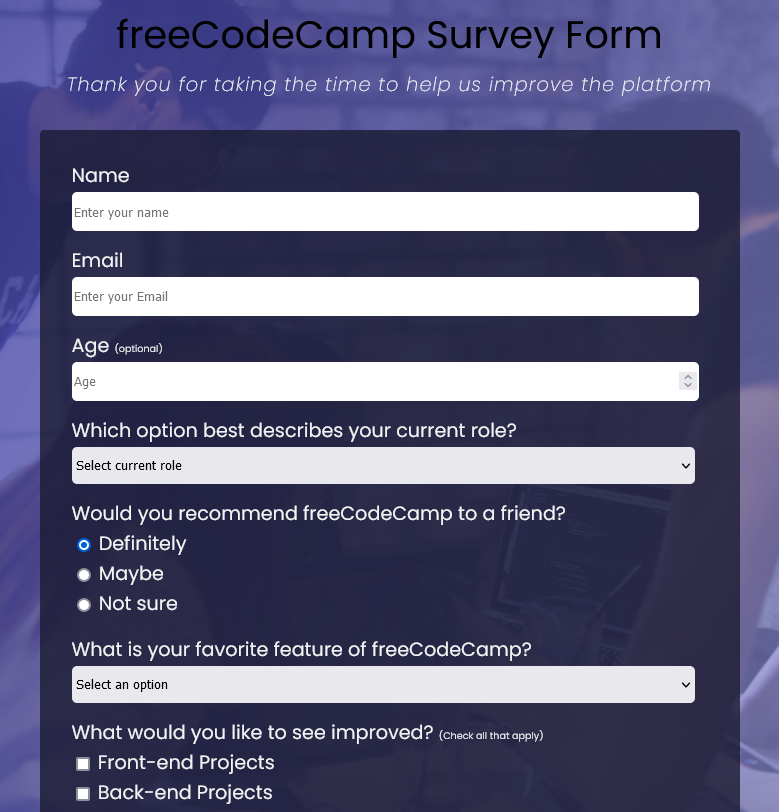 freeCodeCamp Survey Form
Thank you for taking the time to help us improve the platform
Name
Enter your name
Email
Enter your Email
Age (optional)
Age
Which option best describes your current role?
Select current role
Would you recommend freeCodeCamp to a friend?
Definitely
Maybe
Not sure
What is your favorite feature of freeCodeCamp?
Select an option
What would you like to see improved? (Check all that apply)
Front-end Projects
Back-end Projects